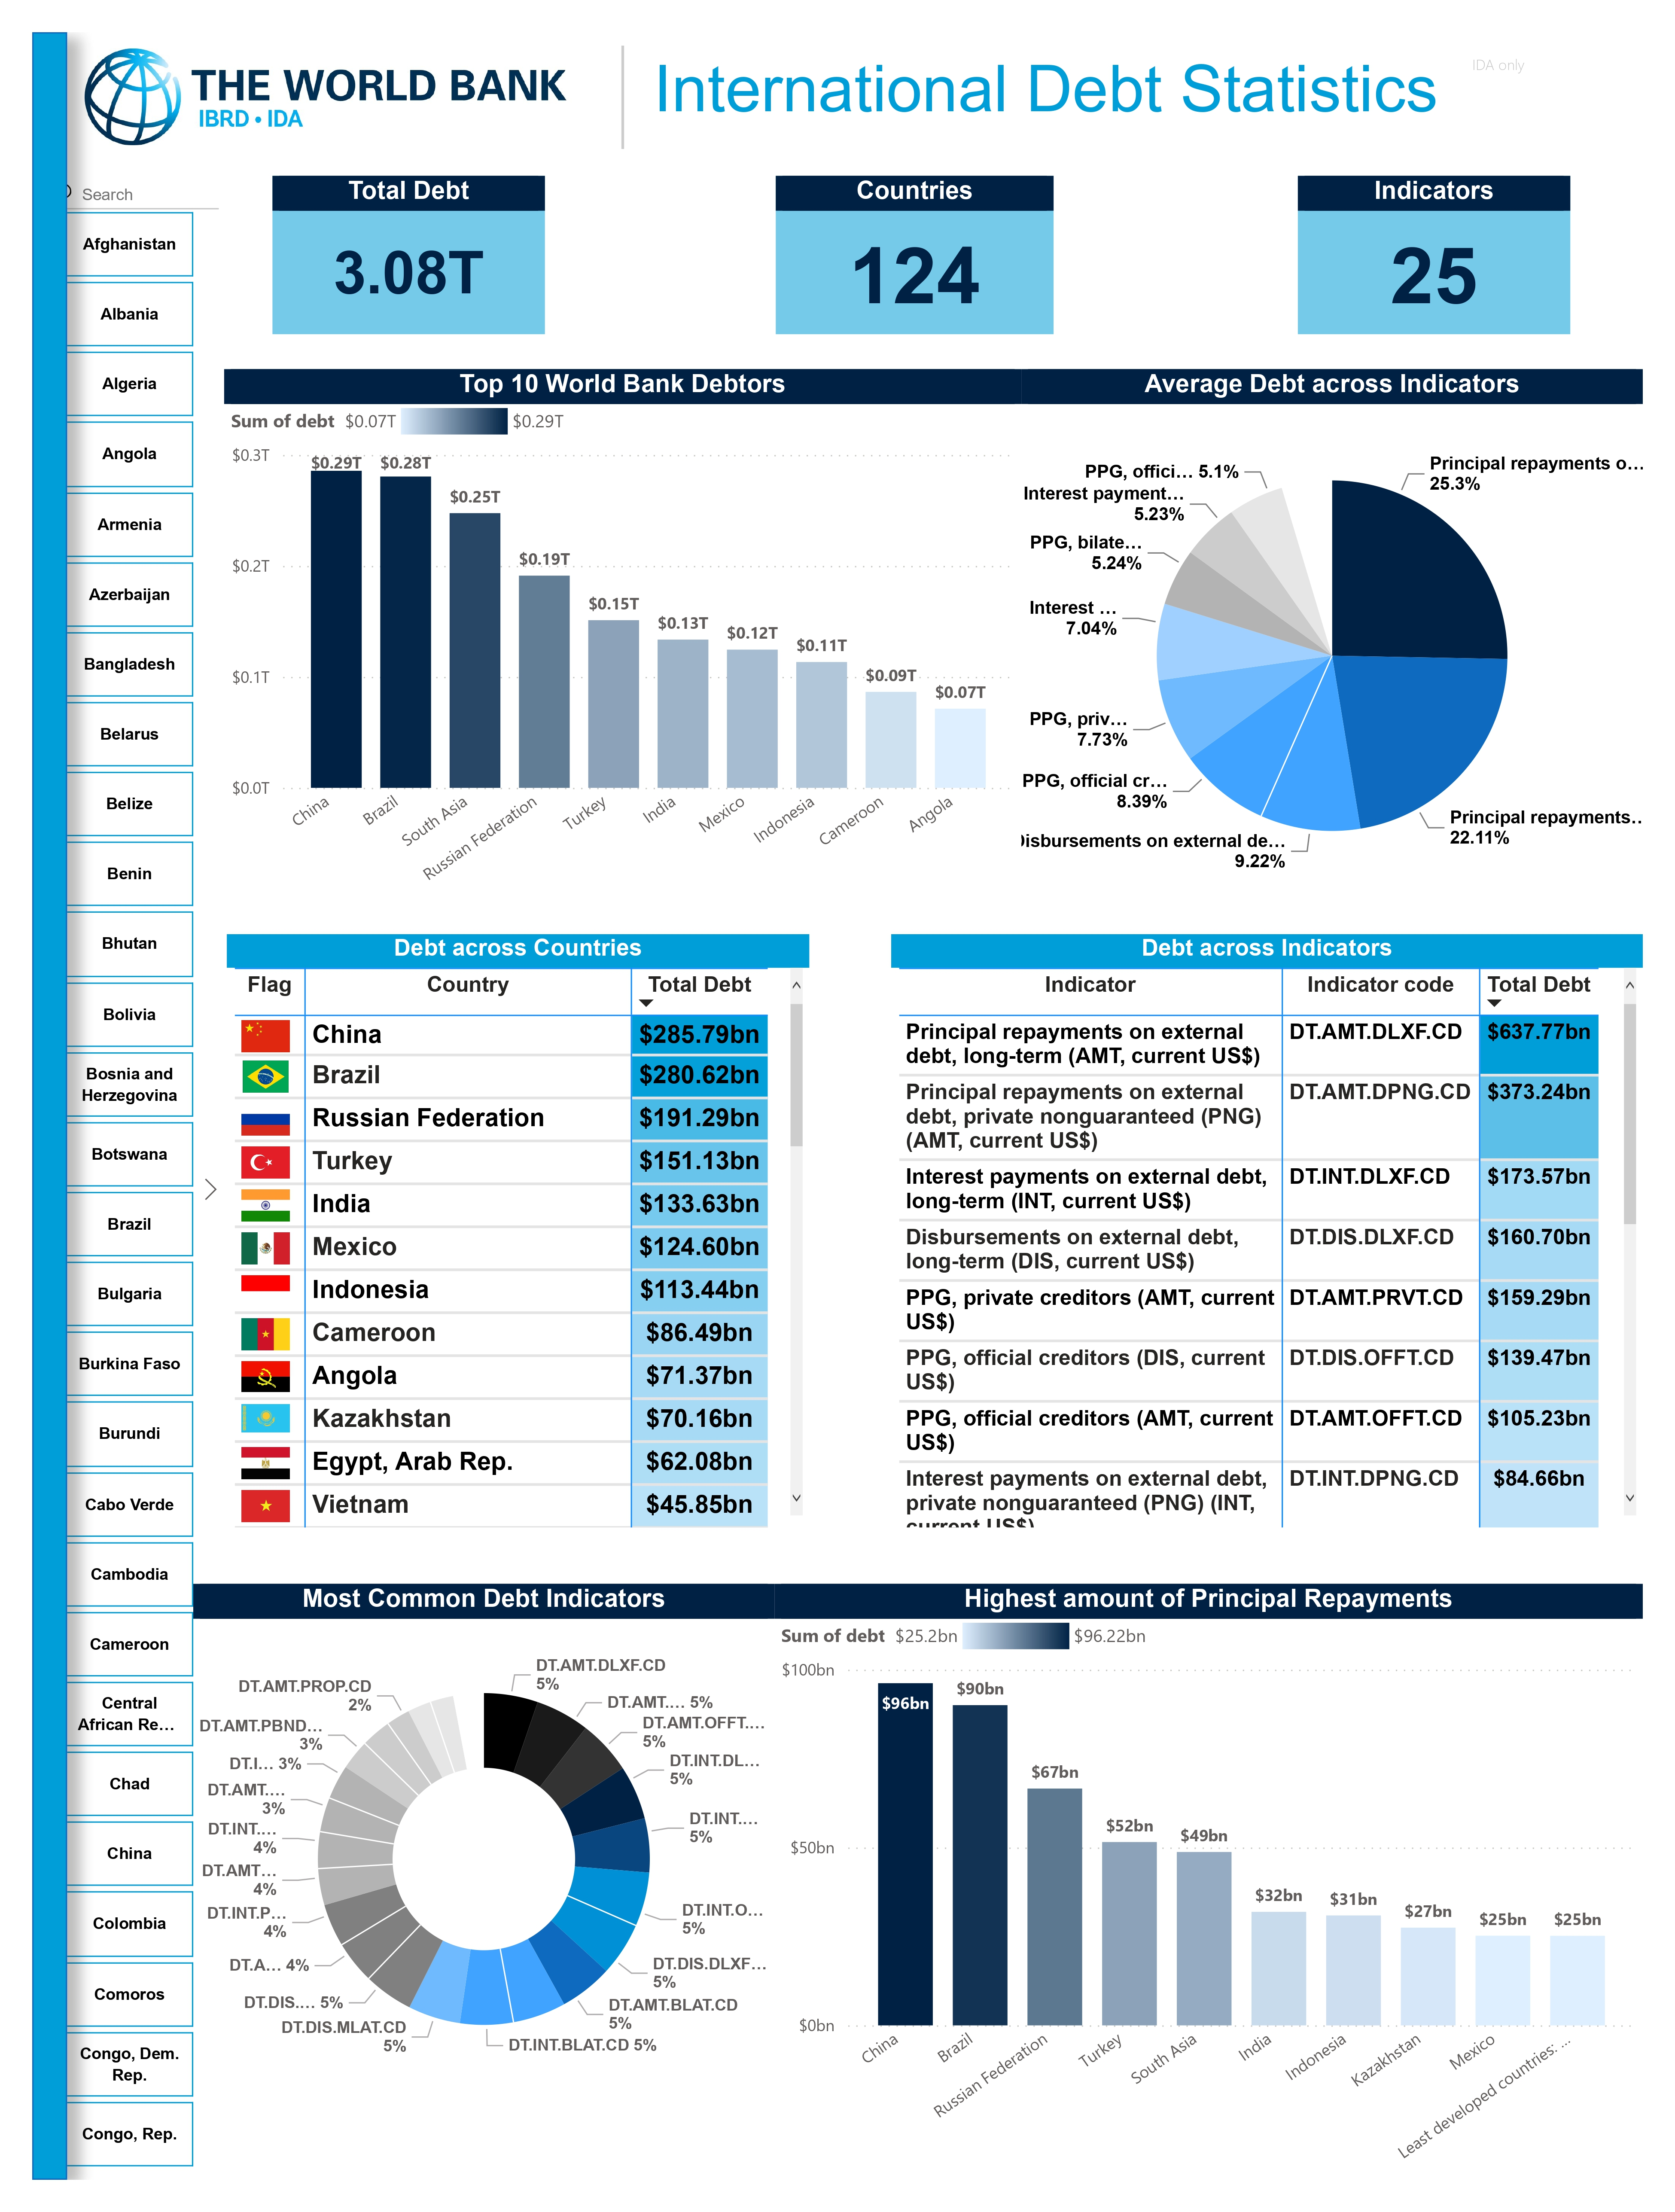 THE WORLD BANK
IBRD • IDA
International Debt Statistics
IDA only
Search
Afghanistan
Albania
Algeria
Angola
Armenia
Azerbaijan
Bangladesh
Belarus
Belize
Benin
Bhutan
Bolivia
Bosnia and
Herzegovina
Botswana
Brazil
Bulgaria
Burkina Faso
Burundi
Cabo Verde
Cambodia
Cameroon
Central
African Re...
Chad
China
Colombia
Comoros
Congo, Dem.
Rep.
Congo, Rep.
Total Debt
3.08T
Countries
124
Indicators
25
Top 10 World Bank Debtors
Sum of debt $0.07T $0.29T
$0.3T
$0.2T
$0.1T
$0.0T
$0.29T
$0.28T
$0.25T
$0.19T
$0.15T
$0.13T
$0.12T
$0.11T
$0.09T
$0.07T
China
Brazil
South Asia
Russian Federation
Turkey
India
Mexico
Indonesia
Cameroon
Angola
Average Debt across Indicators
Principal repayments o...
25.3%
Principal repayments..
22.11%
isbursements on external de...
9.22%
PPG, official cr...
8.39%
PPG, priv...
7.73%
Interest ...
7.04%
PPG, bilate...
5.24%
Interest payment...
5.23%
PPG, offici... 5.1%
Debt across Countries
Flag Country Total Debt
China $285.79bn
Brazil $280.62bn
Russian Federation $191.29bn
Turkey $151.13bn
India $133.63bn
Mexico $124.60bn
Indonesia $113.44bn
Cameroon $86.49bn
Angola $71.37bn
Kazakhstan $70.16bn
Egypt, Arab Rep. $62.08bn
Vietnam $45.85bn
Debt across Indicators
Indicator Indicator code Total Debt
Principal repayments on external DT.AMT.DLXF.CD $637.77bn
debt, long-term (AMT, current US$)
Principal repayments on external DT.AMT.DPNG.CD $373.24bn
debt, private nonguaranteed (PNG)
(AMT, current US$)
Interest payments on external debt, DT.INT.DLXF.CD $173.57bn
long-term (INT, current US$)
Disbursements on external debt, DT.DIS.DLXF.CD $160.70bn
long-term (DIS, current US$)
PPG, private creditors (AMT, current DT.AMT.PRVT.CD $159.29bn
US$)
PPG, official creditors (DIS, current DT.DIS.OFFT.CD $139.47bn
US$)
PPG, official creditors (AMT, current DT.AMT.OFFT.CD $105.23bn
US$)
Interest payments on external debt, DT.INT.DPNG.CD $84.66bn
private nonguaranteed (PNG) (INT,
current US$)
Most Common Debt Indicators
DT.AMT.DLXF.CD
5%
DT.AMT.... 5%
DT.AMT.OFFT....
5%
DT.INT.DL...
5%
DT.INT....
5%
DT.INT.O...
5%
DT.DIS.DLXF...
5%
DT.AMT.BLAT.CD
5%
DT.INT.BLAT.CD 5%
DT.DIS.MLAT.CD
5%
DT.DIS.... 5%
DT.A... 4%
DT.INT.P...
4%
DT.AMT...
4%
DT.INT....
4%
DT.AMT....
3%
DT.I... 3%
DT.AMT.PBND...
3%
DT.AMT.PROP.CD
2%
Highest amount of Principal Repayments
Sum of debt $25.2bn $96.22bn
$100bn
$50bn
$0bn
$96bn
$90bn
$67bn
$52bn
$49bn
$32bn
$31bn
$27bn
$25bn
$25bn
China
Brazil
Russian Federation
Turkey
South Asia
India
Indonesia
Kazakhstan
Mexico
Least developed countries: ...